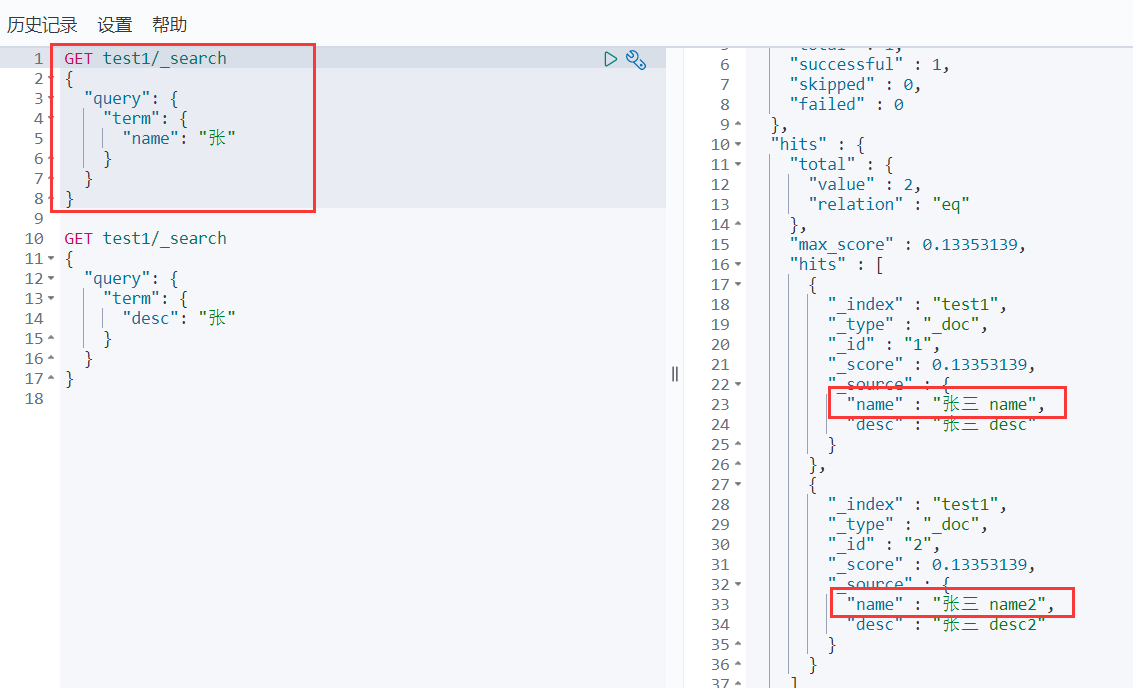 历史记录 设置 帮助
1 GET test1/_search
2 {
3 "query": {
4 "term": {
5 "name": "张"
6 }
7 }
8 }
9
10 GET test1/_search
11 {
12 "query": {
13 "term": {
14 "desc": "张"
15 }
16 }
17 }
18
6 "successful" : 1,
7 "skipped" : 0,
8 "failed" : 0
9 },
10 "hits" : {
11 "total" : {
12 "value" : 2,
13 "relation" : "eq"
14 },
15 "max_score" : 0.13353139,
16 "hits" : [
17 {
18 "_index" : "test1",
19 "_type" : "_doc",
20 "_id" : "1",
21 "_score" : 0.13353139,
22 "_source" : {
23 "name" : "张三 name",
24 "desc" : "张三 desc"
25 }
26 },
27 {
28 "_index" : "test1",
29 "_type" : "_doc",
30 "_id" : "2",
31 "_score" : 0.13353139,
32 "_source" : {
33 "name" : "张三 name2",
34 "desc" : "张三 desc2"
35 }
36 }
37 ]